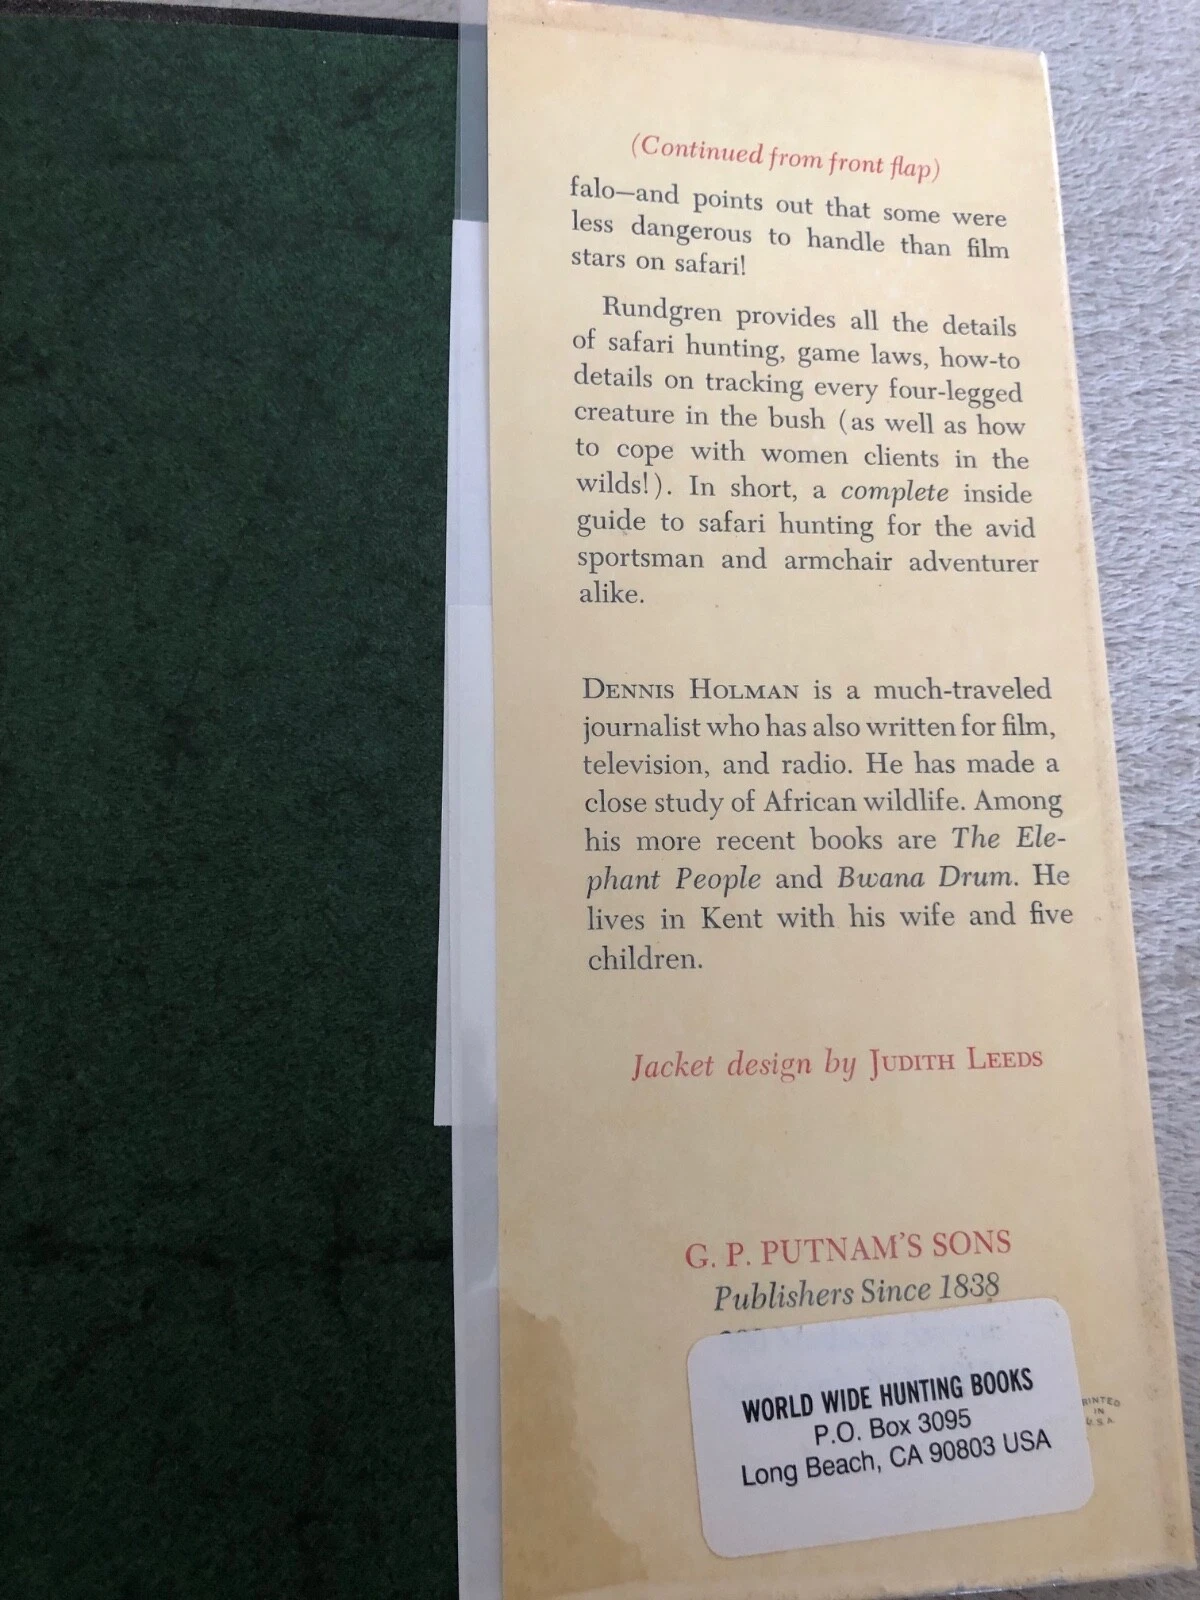 (Continued from front flap)
falo—and points out that some were
less dangerous to handle than film
stars on safari!
Rundgren provides all the details
of safari hunting, game laws, how-to
details on tracking every four-legged
creature in the bush (as well as how
to cope with women clients in the
wilds!). In short, a complete inside
guide to safari hunting for the avid
sportsman and armchair adventurer
alike.
DENNIS HOLMAN is a much-traveled
journalist who has also written for film,
television, and radio. He has made a
close study of African wildlife. Among
his more recent books are The Ele-
phant People and Bwana Drum. He
lives in Kent with his wife and five
children.
Jacket design by JUDITH LEEDS
G. P. PUTNAM'S SONS
Publishers Since 1838
WORLD WIDE HUNTING BOOKS
P.O. Box 3095
Long Beach, CA 90803 USA
RINTED
IN
U.S.A.